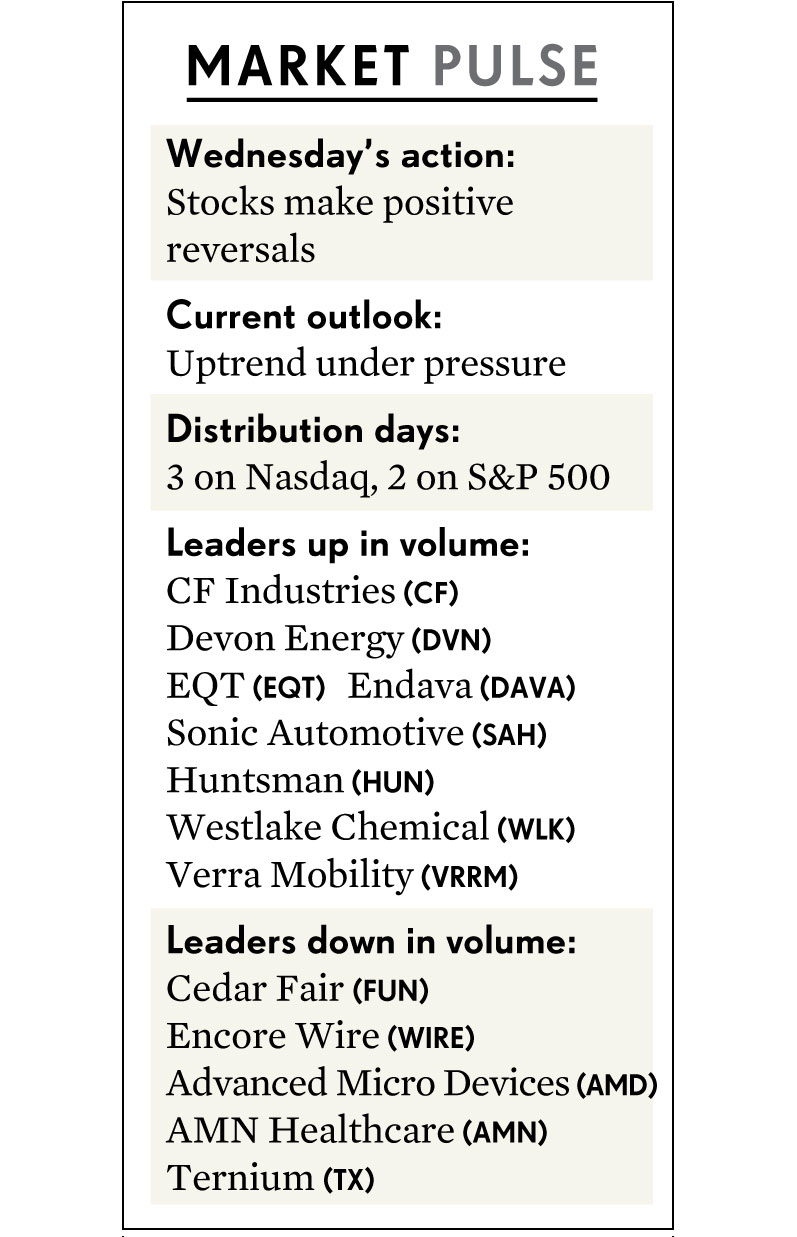 MARKET PULSE
Wednesday’s action:
Stocks make positive
reversals
Current outlook:
Uptrend under pressure
Distribution days:
3 on Nasdaq, 2 on S&P 500
Leaders up in volume:
CF Industries (CF)
Devon Energy (DVN)
EQT (EQT) Endava (DAVA)
Sonic Automotive (SAH)
Huntsman (HUN)
Westlake Chemical (WLK)
Verra Mobility (VRRM)
Leaders down in volume:
Cedar Fair (FUN)
Encore Wire (WIRE)
Advanced Micro Devices (AMD)
AMN Healthcare (AMN)
Ternium (TX)